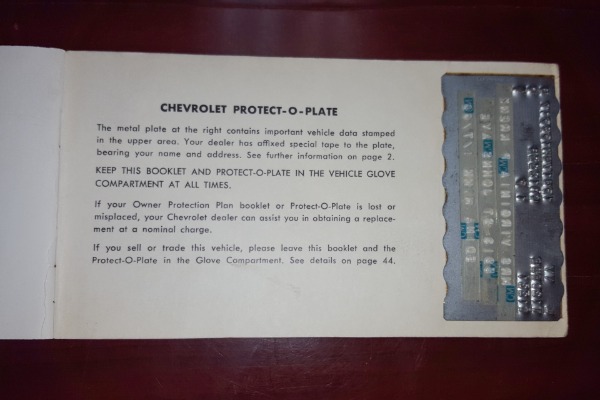 CHEVROLET PROTECT-O-PLATE
The metal plate at the right contains important vehicle data stamped
in the upper area. Your dealer has affixed special tape to the plate,
bearing your name and address. See further information on page 2.
KEEP THIS BOOKLET AND PROTECT-O-PLATE IN THE VEHICLE GLOVE
COMPARTMENT AT ALL TIMES.
If your Owner Protection Plan booklet or Protect-O-Plate is lost or
misplaced, your Chevrolet dealer can assist you in obtaining a replace-
ment at a nominal charge.
If you sell or trade this vehicle, please leave this booklet and the
Protect-O-Plate in the Glove Compartment. See details on page 44.